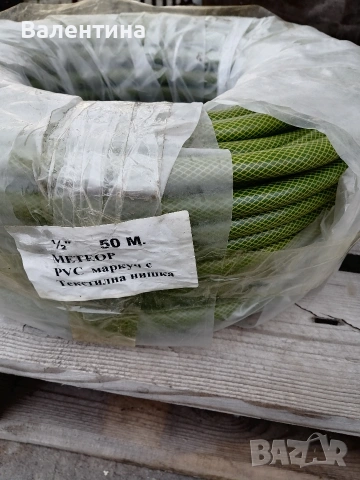 Валентина
½" 50 М.
МЕТЕОР
PVC маркуч с
Текстилна нишка
BAZAR